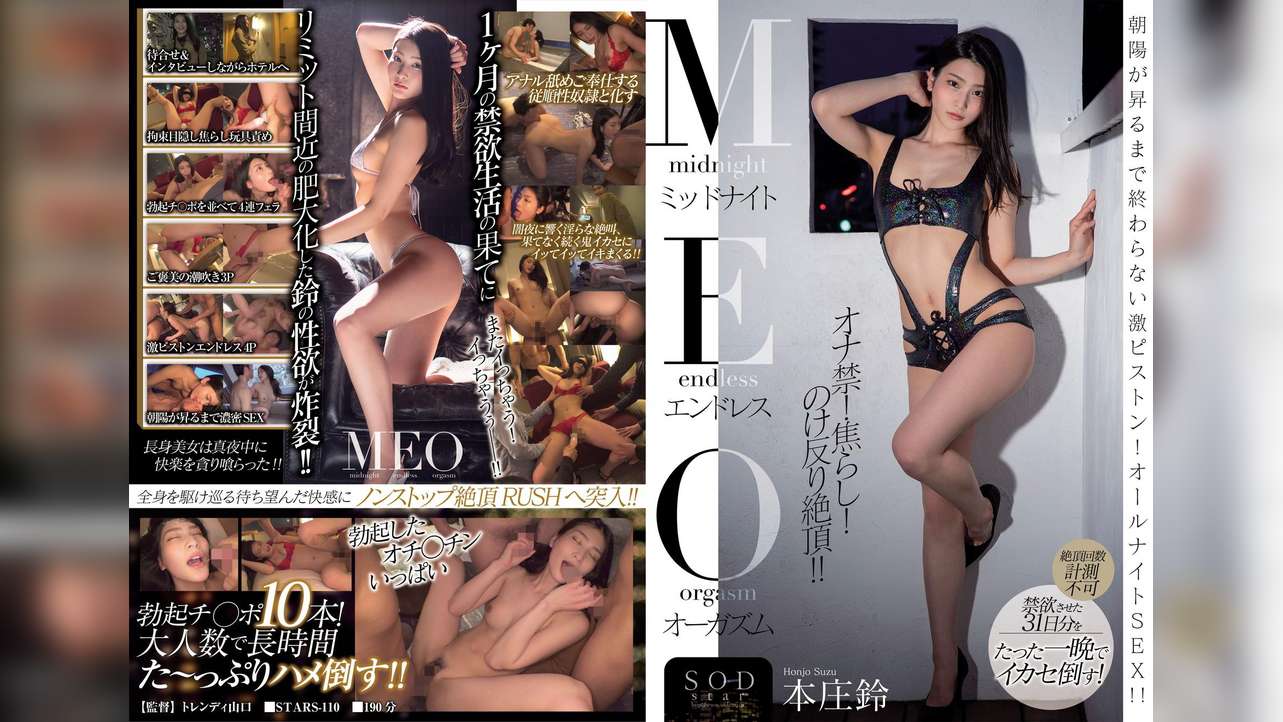 待合せ&
インタビューしながらホテルへ
拘束目隠し焦らし玩具責め
勃起チ〇ポを並べて4連フェラ
ご褒美の潮吹き3P
激ピストンエンドレス4P
朝陽が昇るまで濃密SEX
長身美女は真夜中に
快楽を貪り喰らった!!
1ヶ月の禁欲生活の果てに
リミット間近の肥大化した鈴の性欲が炸裂!!
アナル舐めご奉仕する
従順性奴隷と化す
闇夜に響く淫らな絶叫、
果てなく続く鬼イカセに
イッてイッてイキまくる!!
またイっちゃう!
イっちゃうぅー!!
MEO
midnight endless orgasm
全身を駆け巡る待ち望んだ快感にノンストップ絶頂RUSHへ突入!!
勃起した
オチ〇チン
いっぱい
勃起チ〇ポ10本!
大人数で長時間
た〜っぷりハメ倒す!!
【監督】トレンディ山口 ■STARS-110 ■190分
M
midnight
ミッドナイト
E
endless
エンドレス
O
orgasm
オーガズム
SOD
star
Honjo Suzu
本庄鈴
オナ禁!焦らし!
のけ反り絶頂!!
絶頂回数
計測
不可
禁欲させた
31日分を
たった一晩で
イカセ倒す!
朝陽が昇るまで終わらない激ピストン!オールナイトSEX!!